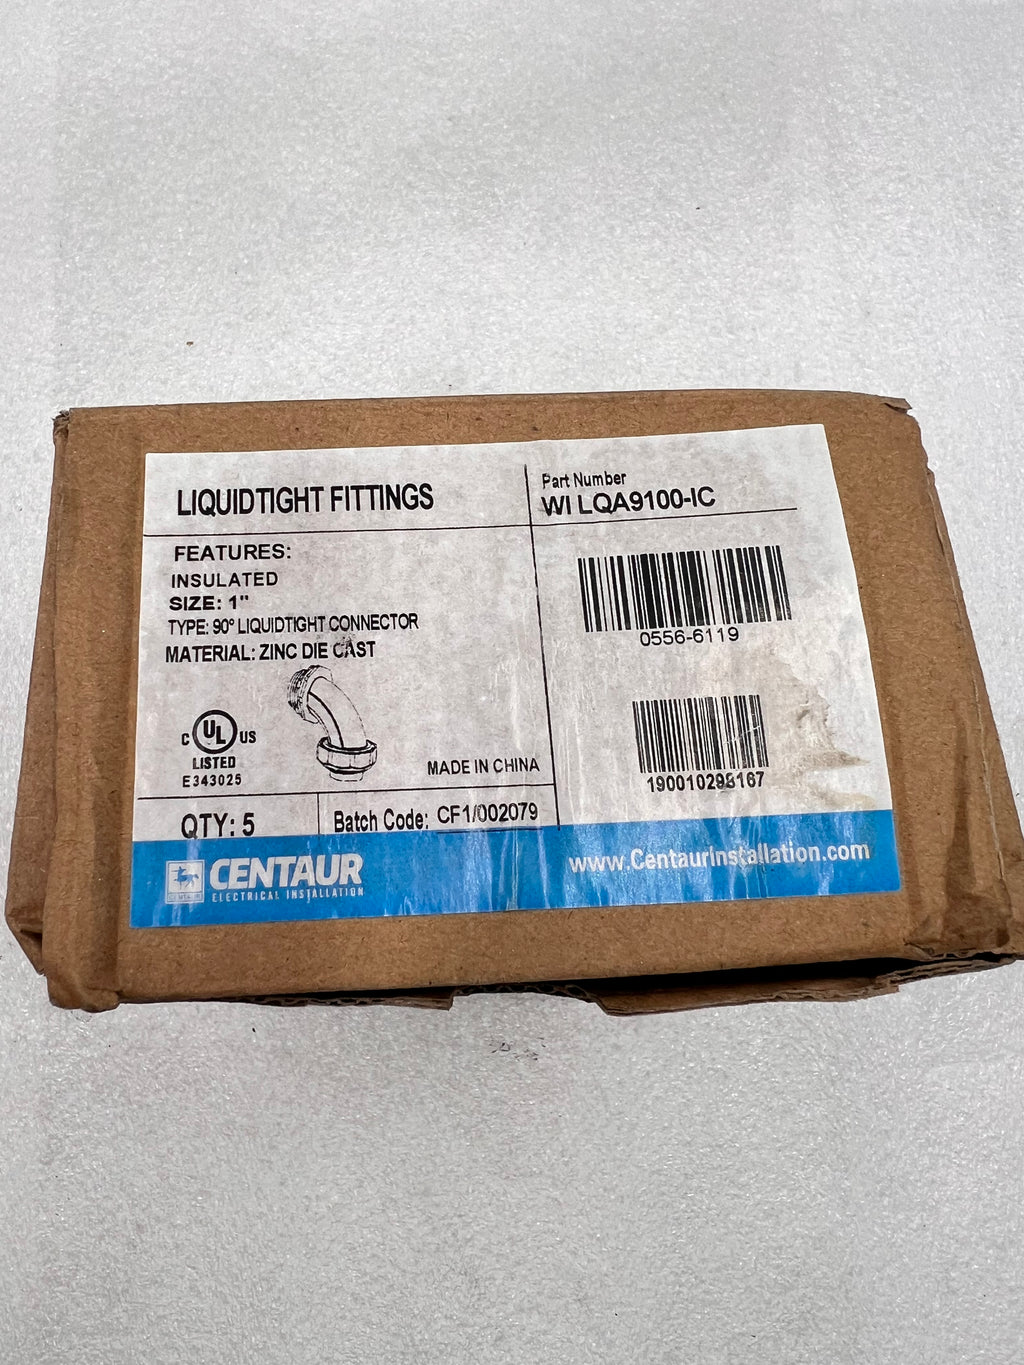 LIQUIDTIGHT FITTINGS
Part Number
WI LQA9100-IC
FEATURES:
INSULATED
SIZE: 1"
TYPE: 90° LIQUIDTIGHT CONNECTOR
MATERIAL: ZINC DIE CAST
0556-6119
C UL US
LISTED
E343025
MADE IN CHINA
190010298167
QTY: 5
Batch Code: CF1/002079
CENTAUR
ELECTRICAL INSTALLATION
www.CentaurInstallation.com